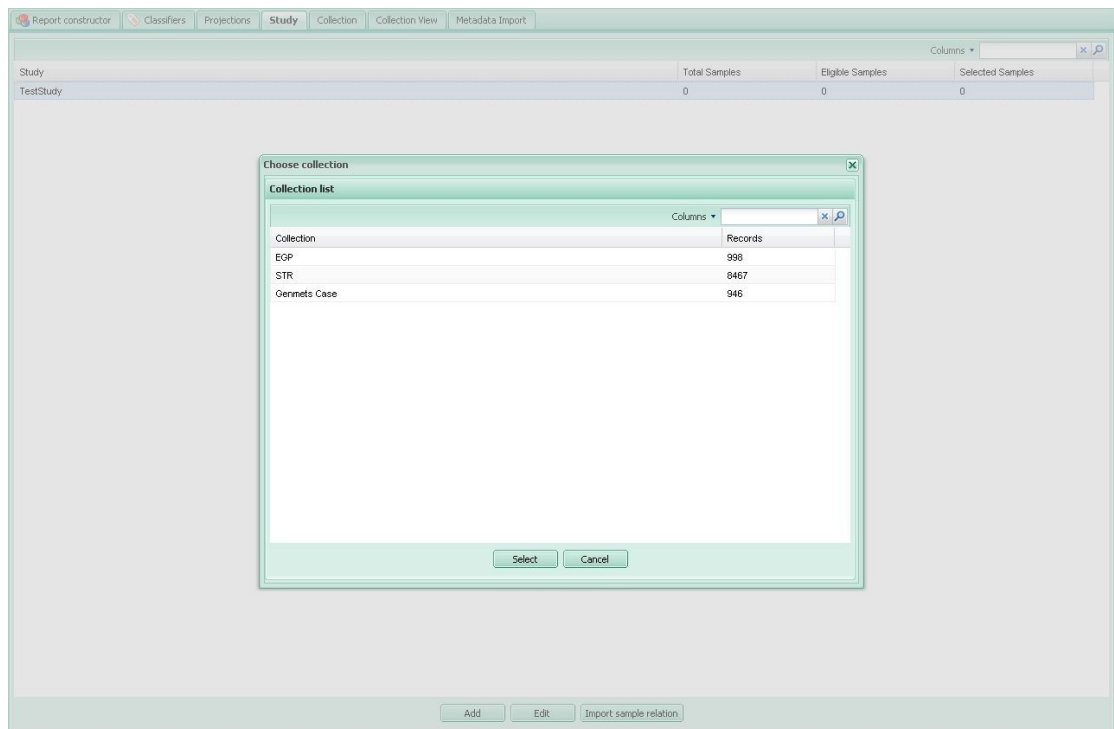 Report constructor Classifiers Projections Study Collection Collection View Metadata Import
Columns
Study Total Samples Eligible Samples Selected Samples
TestStudy 0 0 0
Choose collection
Collection list
Columns
Collection Records
EGP 998
STR 8467
Genmets Case 946
Select Cancel
Add Edit Import sample relation